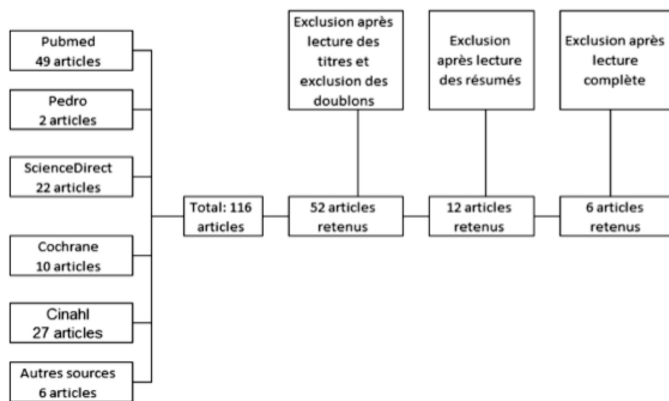 Pubmed
49 articles
Pedro
2 articles
ScienceDirect
22 articles
Cochrane
10 articles
Cinahl
27 articles
Autres sources
6 articles
Total: 116
articles
Exclusion après
lecture des
titres et
exclusion des
doublons
52 articles
retenus
Exclusion
après lecture
des résumés
12 articles
retenus
Exclusion après
lecture
complète
6 articles
retenus